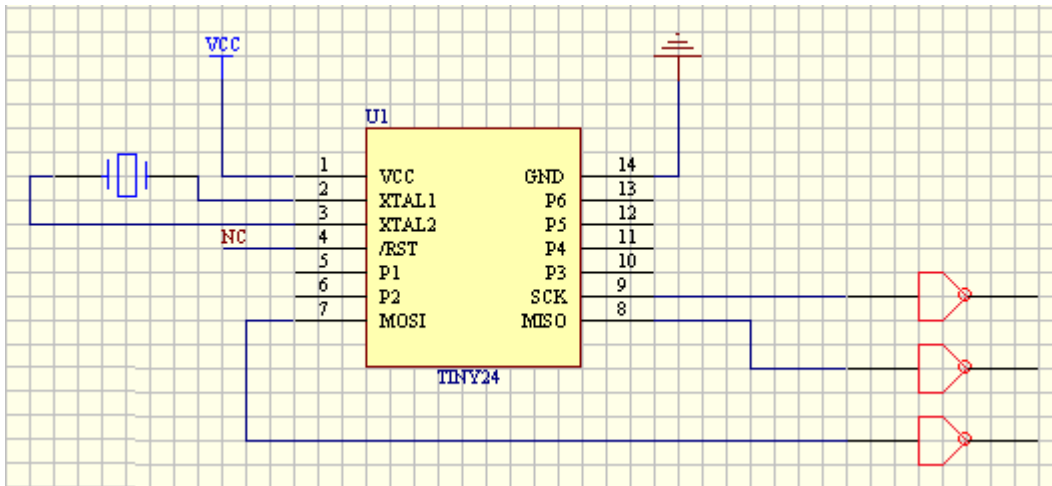 VCC
U1
1 VCC GND 14
2 XTAL1 P6 13
3 XTAL2 P5 12
NC 4 /RST P4 11
5 P1 P3 10
6 P2 SCK 9
7 MOSI MISO 8
TINY24